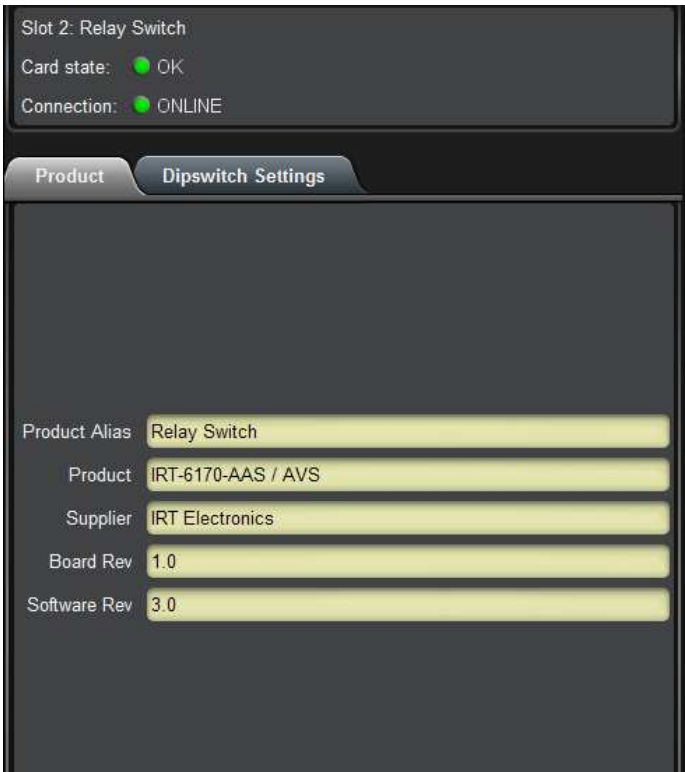 Slot 2: Relay Switch
Card state: OK
Connection: ONLINE
Product Dipswitch Settings
Product Alias Relay Switch
Product IRT-6170-AAS / AVS
Supplier IRT Electronics
Board Rev 1.0
Software Rev 3.0